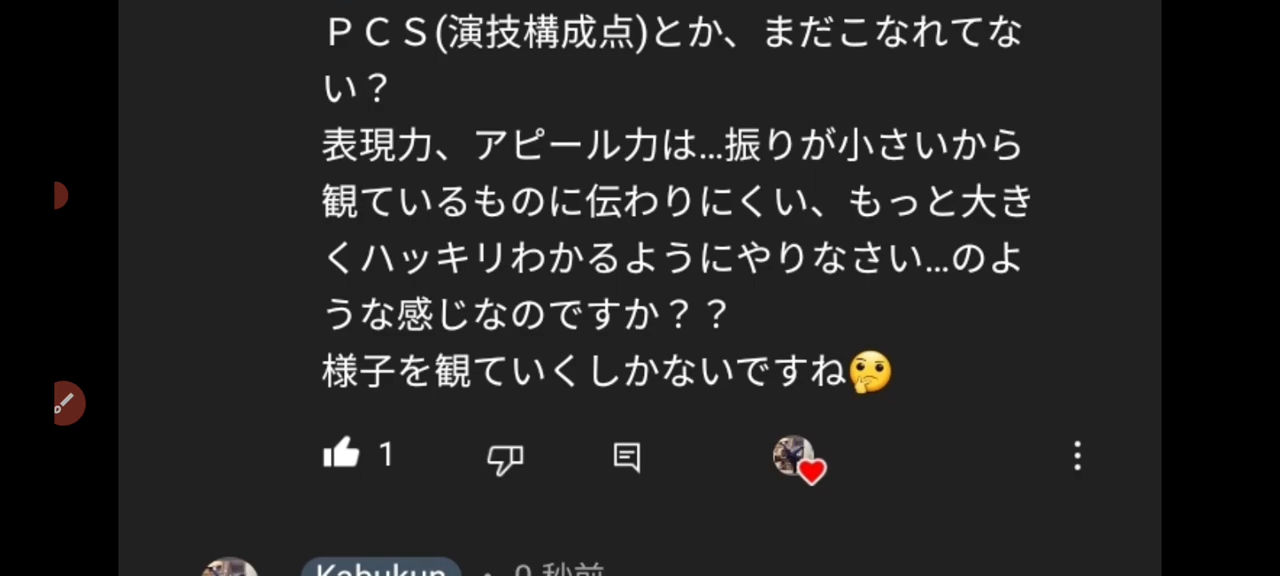 ＰＣＳ(演技構成点)とか、まだこなれてな
い？
表現力、アピール力は…振りが小さいから
観ているものに伝わりにくい、もっと大き
くハッキリわかるようにやりなさい…のよ
うな感じなのですか？？
様子を観ていくしかないですね🤔
1
Kabukun · 0 秒前